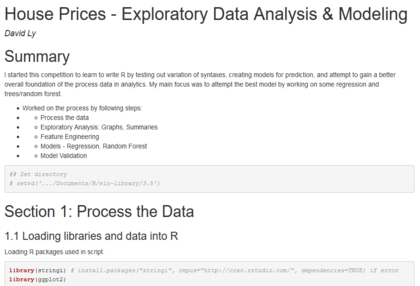 House Prices - Exploratory Data Analysis & Modeling
David Ly
Summary
I started this competition to learn to write R by testing out variation of syntaxes, creating models for prediction, and attempt to gain a better
overall foundation of the process data in analytics. My main focus was to attempt the best model by working on some regression and
trees/random forest.
• Worked on the process by following steps:
• ○ Process the data
• ○ Exploratory Analysis: Graphs, Summaries
• ○ Feature Engineering
• ○ Models - Regression, Random Forest
• ○ Model Validation
## Set directory
# setwd('.../Documents/R/win-library/3.5')
Section 1: Process the Data
1.1 Loading libraries and data into R
Loading R packages used in script.
library(stringi) # install.packages("stringi", repos="http://cran.rstudio.com/", dependencies=TRUE) if error
library(ggplot2)